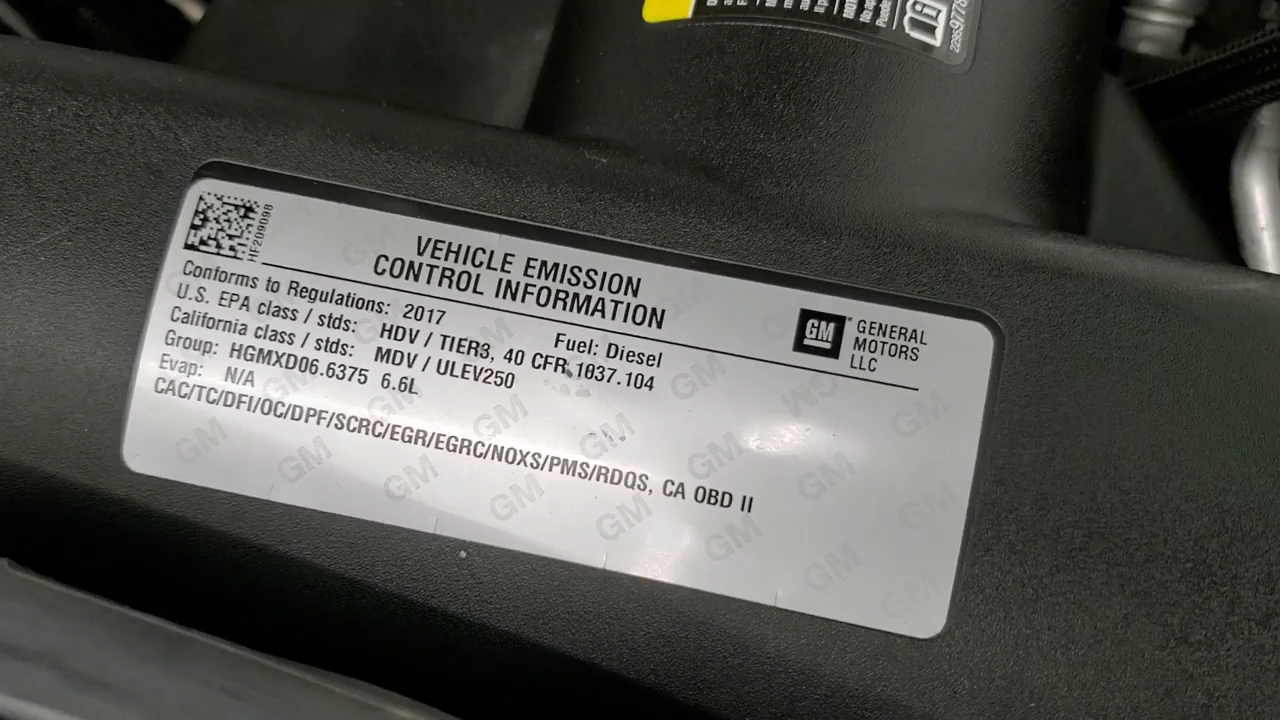 HF209098
VEHICLE EMISSION
CONTROL INFORMATION
GM
GENERAL
MOTORS
LLC
Conforms to Regulations: 2017 Fuel: Diesel
U.S. EPA class / stds: HDV / TIER3, 40 CFR 1037.104
California class / stds: MDV / ULEV250
Group: HGMXD06.6375 6.6L
Evap: N/A
CAC/TC/DFI/OC/DPF/SCRC/EGR/EGRC/NOXS/PMS/RDQS, CA OBD II